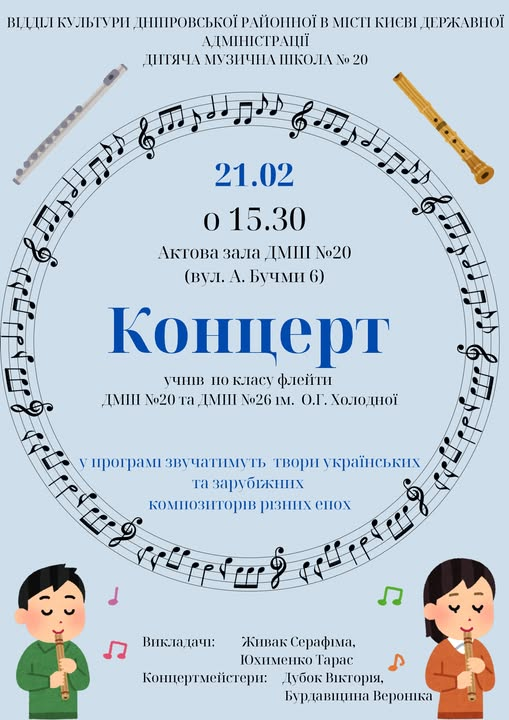 ВІДДІЛ КУЛЬТУРИ ДНІПРОВСЬКОЇ РАЙОННОЇ В МІСТІ КИЄВІ ДЕРЖАВНОЇ
АДМІНІСТРАЦІЇ
ДИТЯЧА МУЗИЧНА ШКОЛА № 20
21.02
о 15.30
Актова зала ДМШ №20
(вул. А. Бучми 6)
Концерт
учнів по класу флейти
ДМШ №20 та ДМШ №26 ім. О.Г. Холодної
у програмі звучатимуть твори українських
та зарубіжних
композиторів різних епох
Викладачі: Живак Серафіма,
Юхименко Тарас
Концертмейстери: Дубок Вікторія,
Бурдавіцина Вероніка